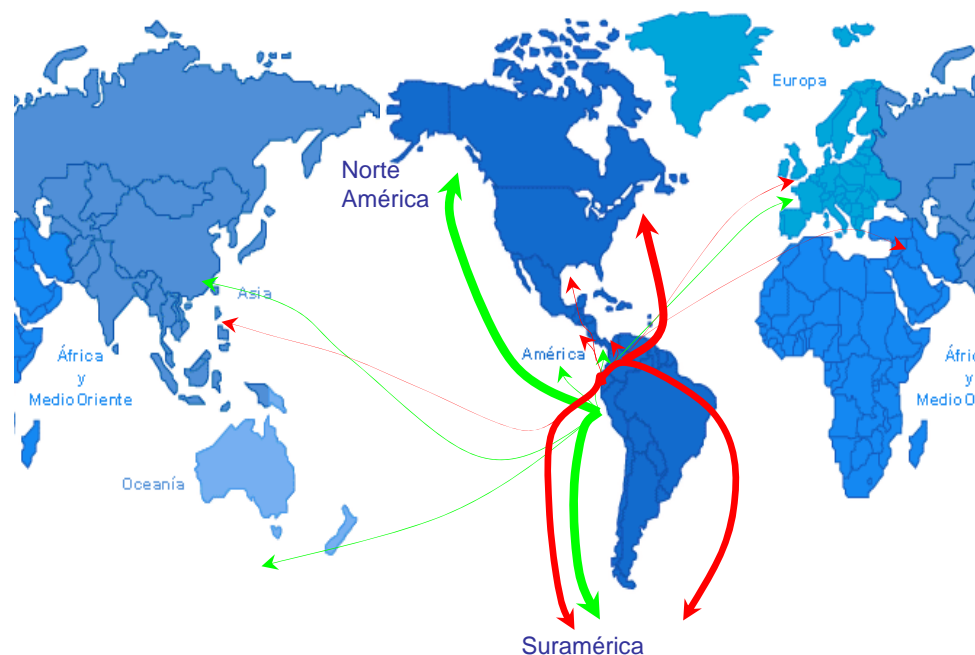 Europa
Norte
América
Asia
África
y
Medio Oriente
América
África
y
Medio O
Oceanía
Suramérica